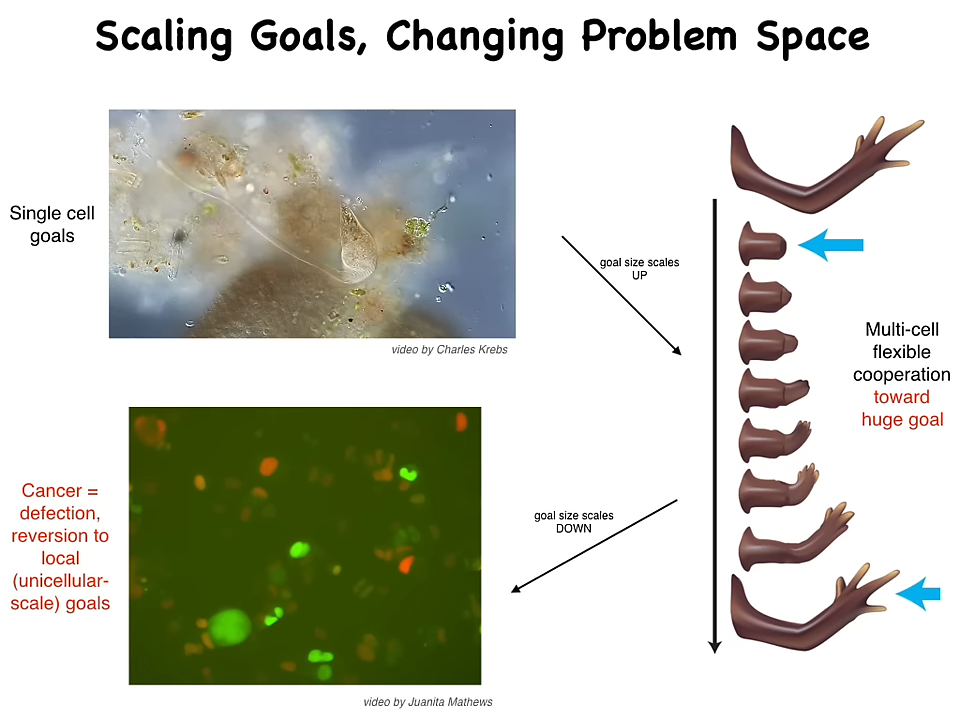 Scaling Goals, Changing Problem Space
Single cell
goals
video by Charles Krebs
goal size scales
UP
Multi-cell
flexible
cooperation
toward
huge goal
Cancer =
defection,
reversion to
local
(unicellular-
scale) goals
goal size scales
DOWN
video by Juanita Mathews